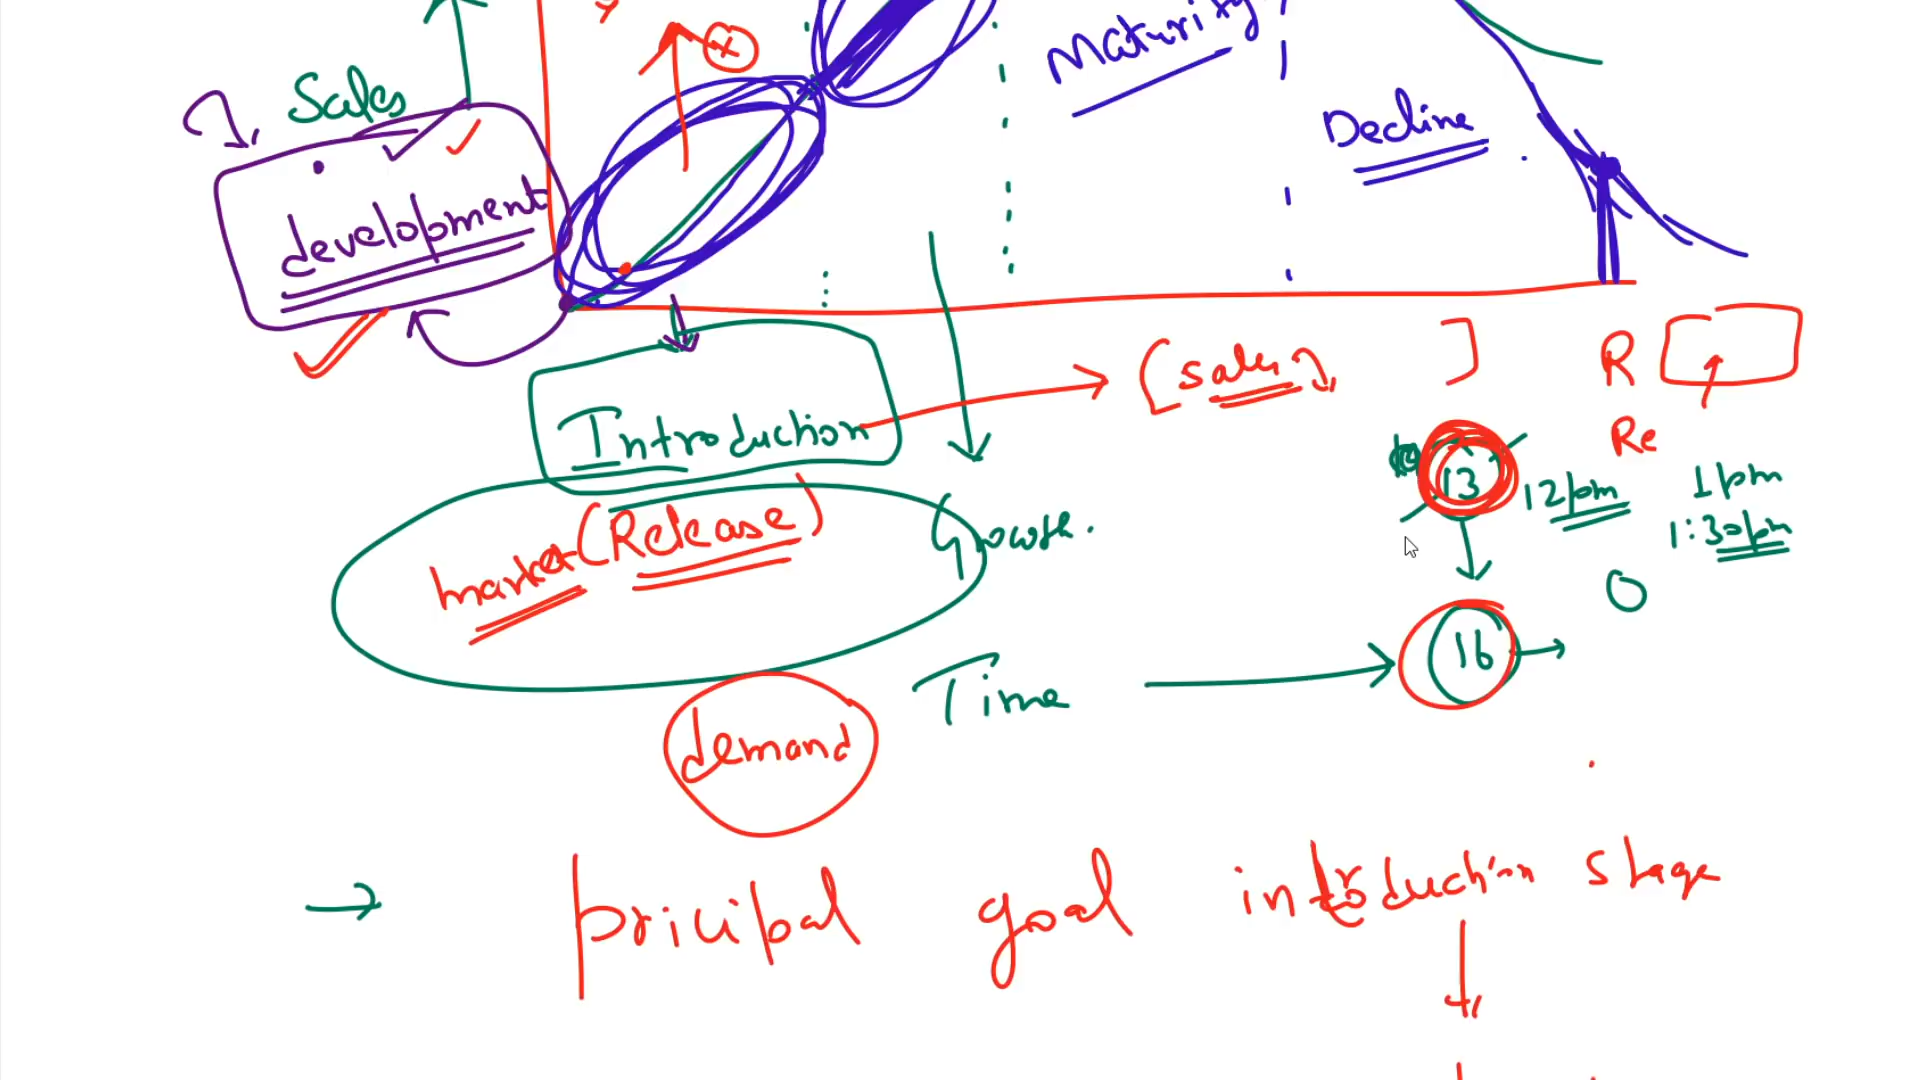 Maturity
Sales
Decline
development
[sales]
]
R
Introduction
Re
13
12pm
1pm
1:30pm
market (Release)
Growth.
16
Time
demand
pricipal goal introduction stage